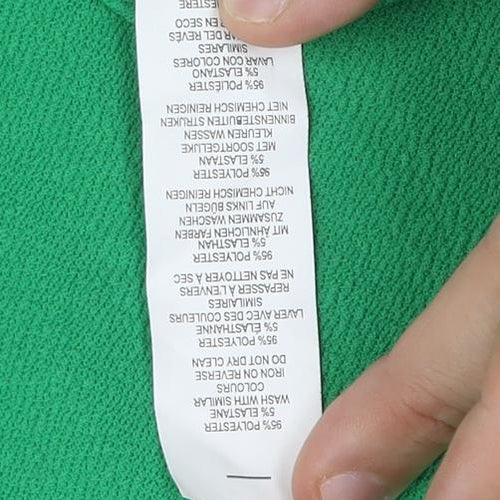 95% POLYESTER
5% ELASTANE
WASH WITH SIMILAR
COLOURS
IRON ON REVERSE
DO NOT DRY CLEAN
95% POLYESTER
5% ÉLASTHANNE
LAVER AVEC DES COULEURS
SIMILAIRES
REPASSER À L'ENVERS
NE PAS NETTOYER À SEC
95% POLYESTER
5% ELASTHAN
MIT ÄHNLICHEN FARBEN
ZUSAMMEN WASCHEN
AUF LINKS BÜGELN
NICHT CHEMISCH REINIGEN
95% POLYESTER
5% ELASTAAN
MET SOORTGELIJKE
KLEUREN WASSEN
BINNENSTEBUITEN STRIJKEN
NIET CHEMISCH REINIGEN
95% POLIÉSTER
5% ELASTANO
LAVAR CON COLORES
SIMILARES
DEL REVÉS
EN SECO